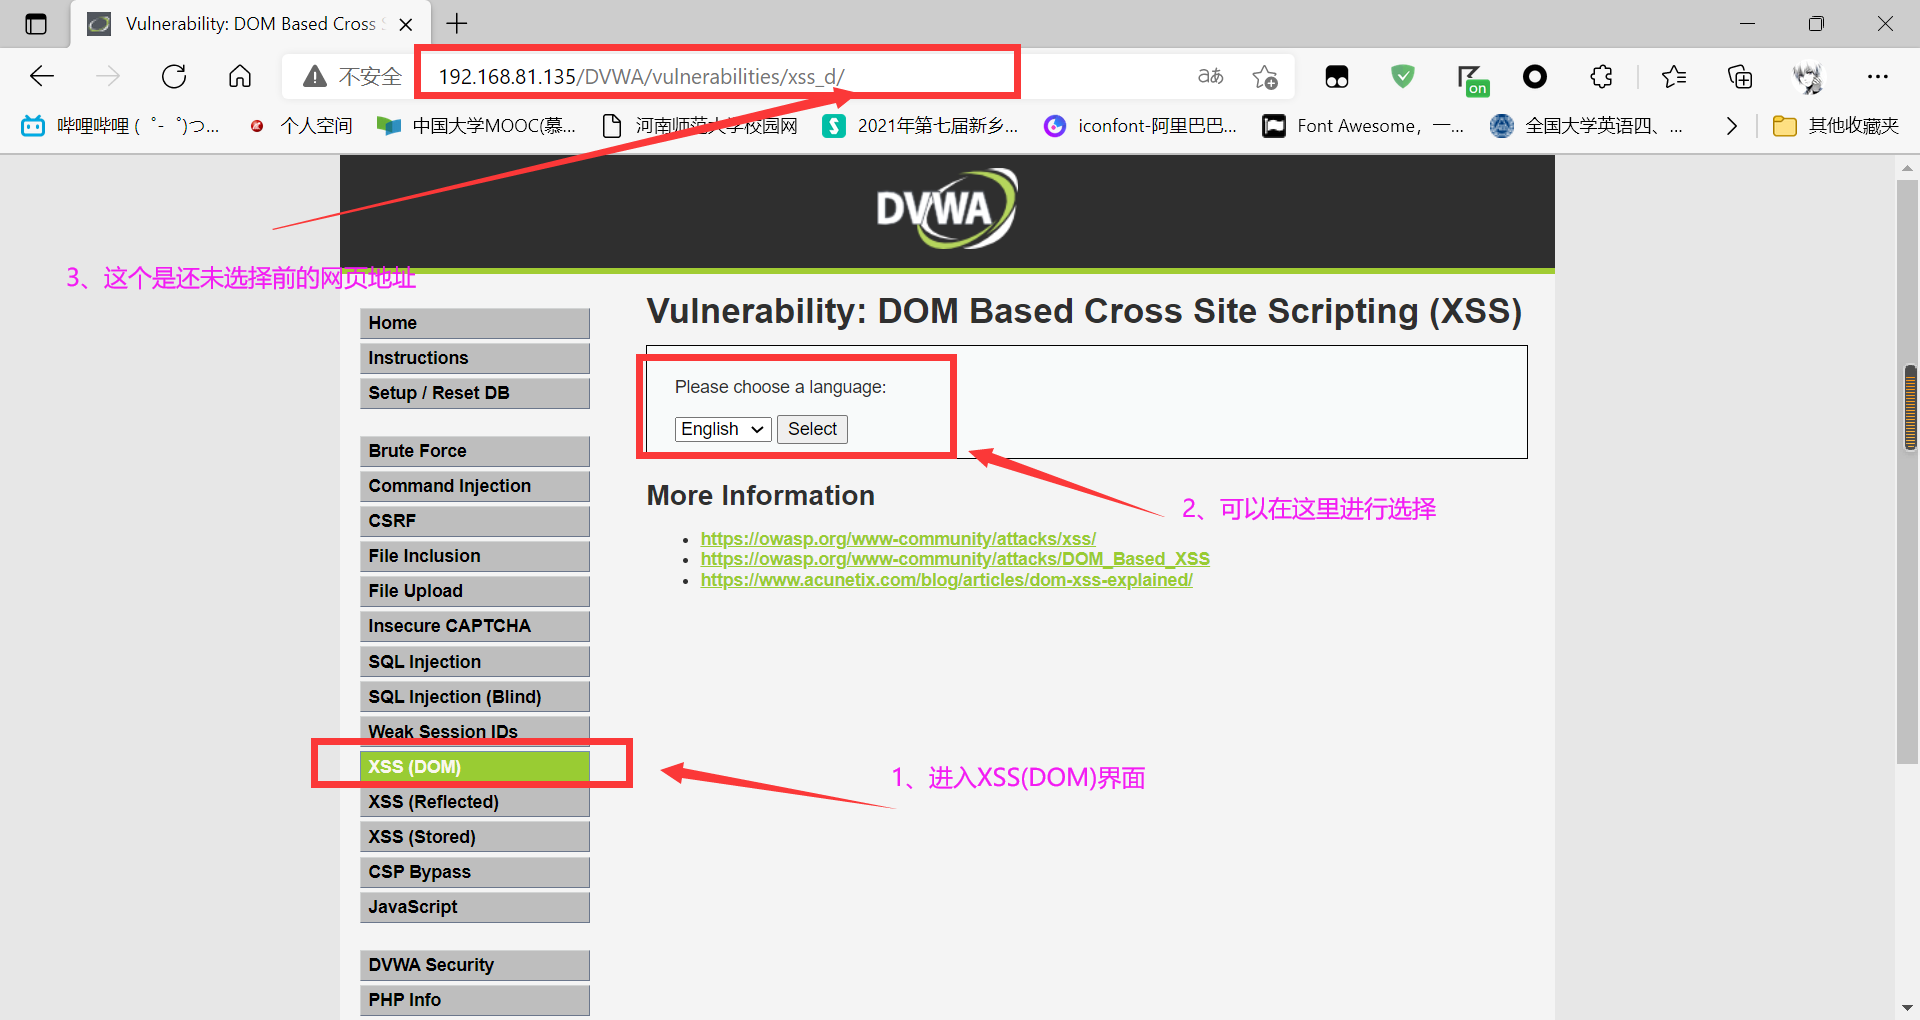 Vulnerability: DOM Based Cross S
不安全
192.168.81.135/DVWA/vulnerabilities/xss_d/
aあ
on
哔哩哔哩 (゜-゜)つ...
个人空间
中国大学MOOC(慕...
河南师范大学校园网
2021年第七届新乡...
iconfont-阿里巴巴...
Font Awesome，一...
全国大学英语四、...
其他收藏夹
DVWA
3、这个是还未选择前的网页地址
Home
Instructions
Setup / Reset DB
Brute Force
Command Injection
CSRF
File Inclusion
File Upload
Insecure CAPTCHA
SQL Injection
SQL Injection (Blind)
Weak Session IDs
XSS (DOM)
XSS (Reflected)
XSS (Stored)
CSP Bypass
JavaScript
DVWA Security
PHP Info
Vulnerability: DOM Based Cross Site Scripting (XSS)
Please choose a language:
English
Select
2、可以在这里进行选择
More Information
https://owasp.org/www-community/attacks/xss/
https://owasp.org/www-community/attacks/DOM_Based_XSS
https://www.acunetix.com/blog/articles/dom-xss-explained/
1、进入XSS(DOM)界面